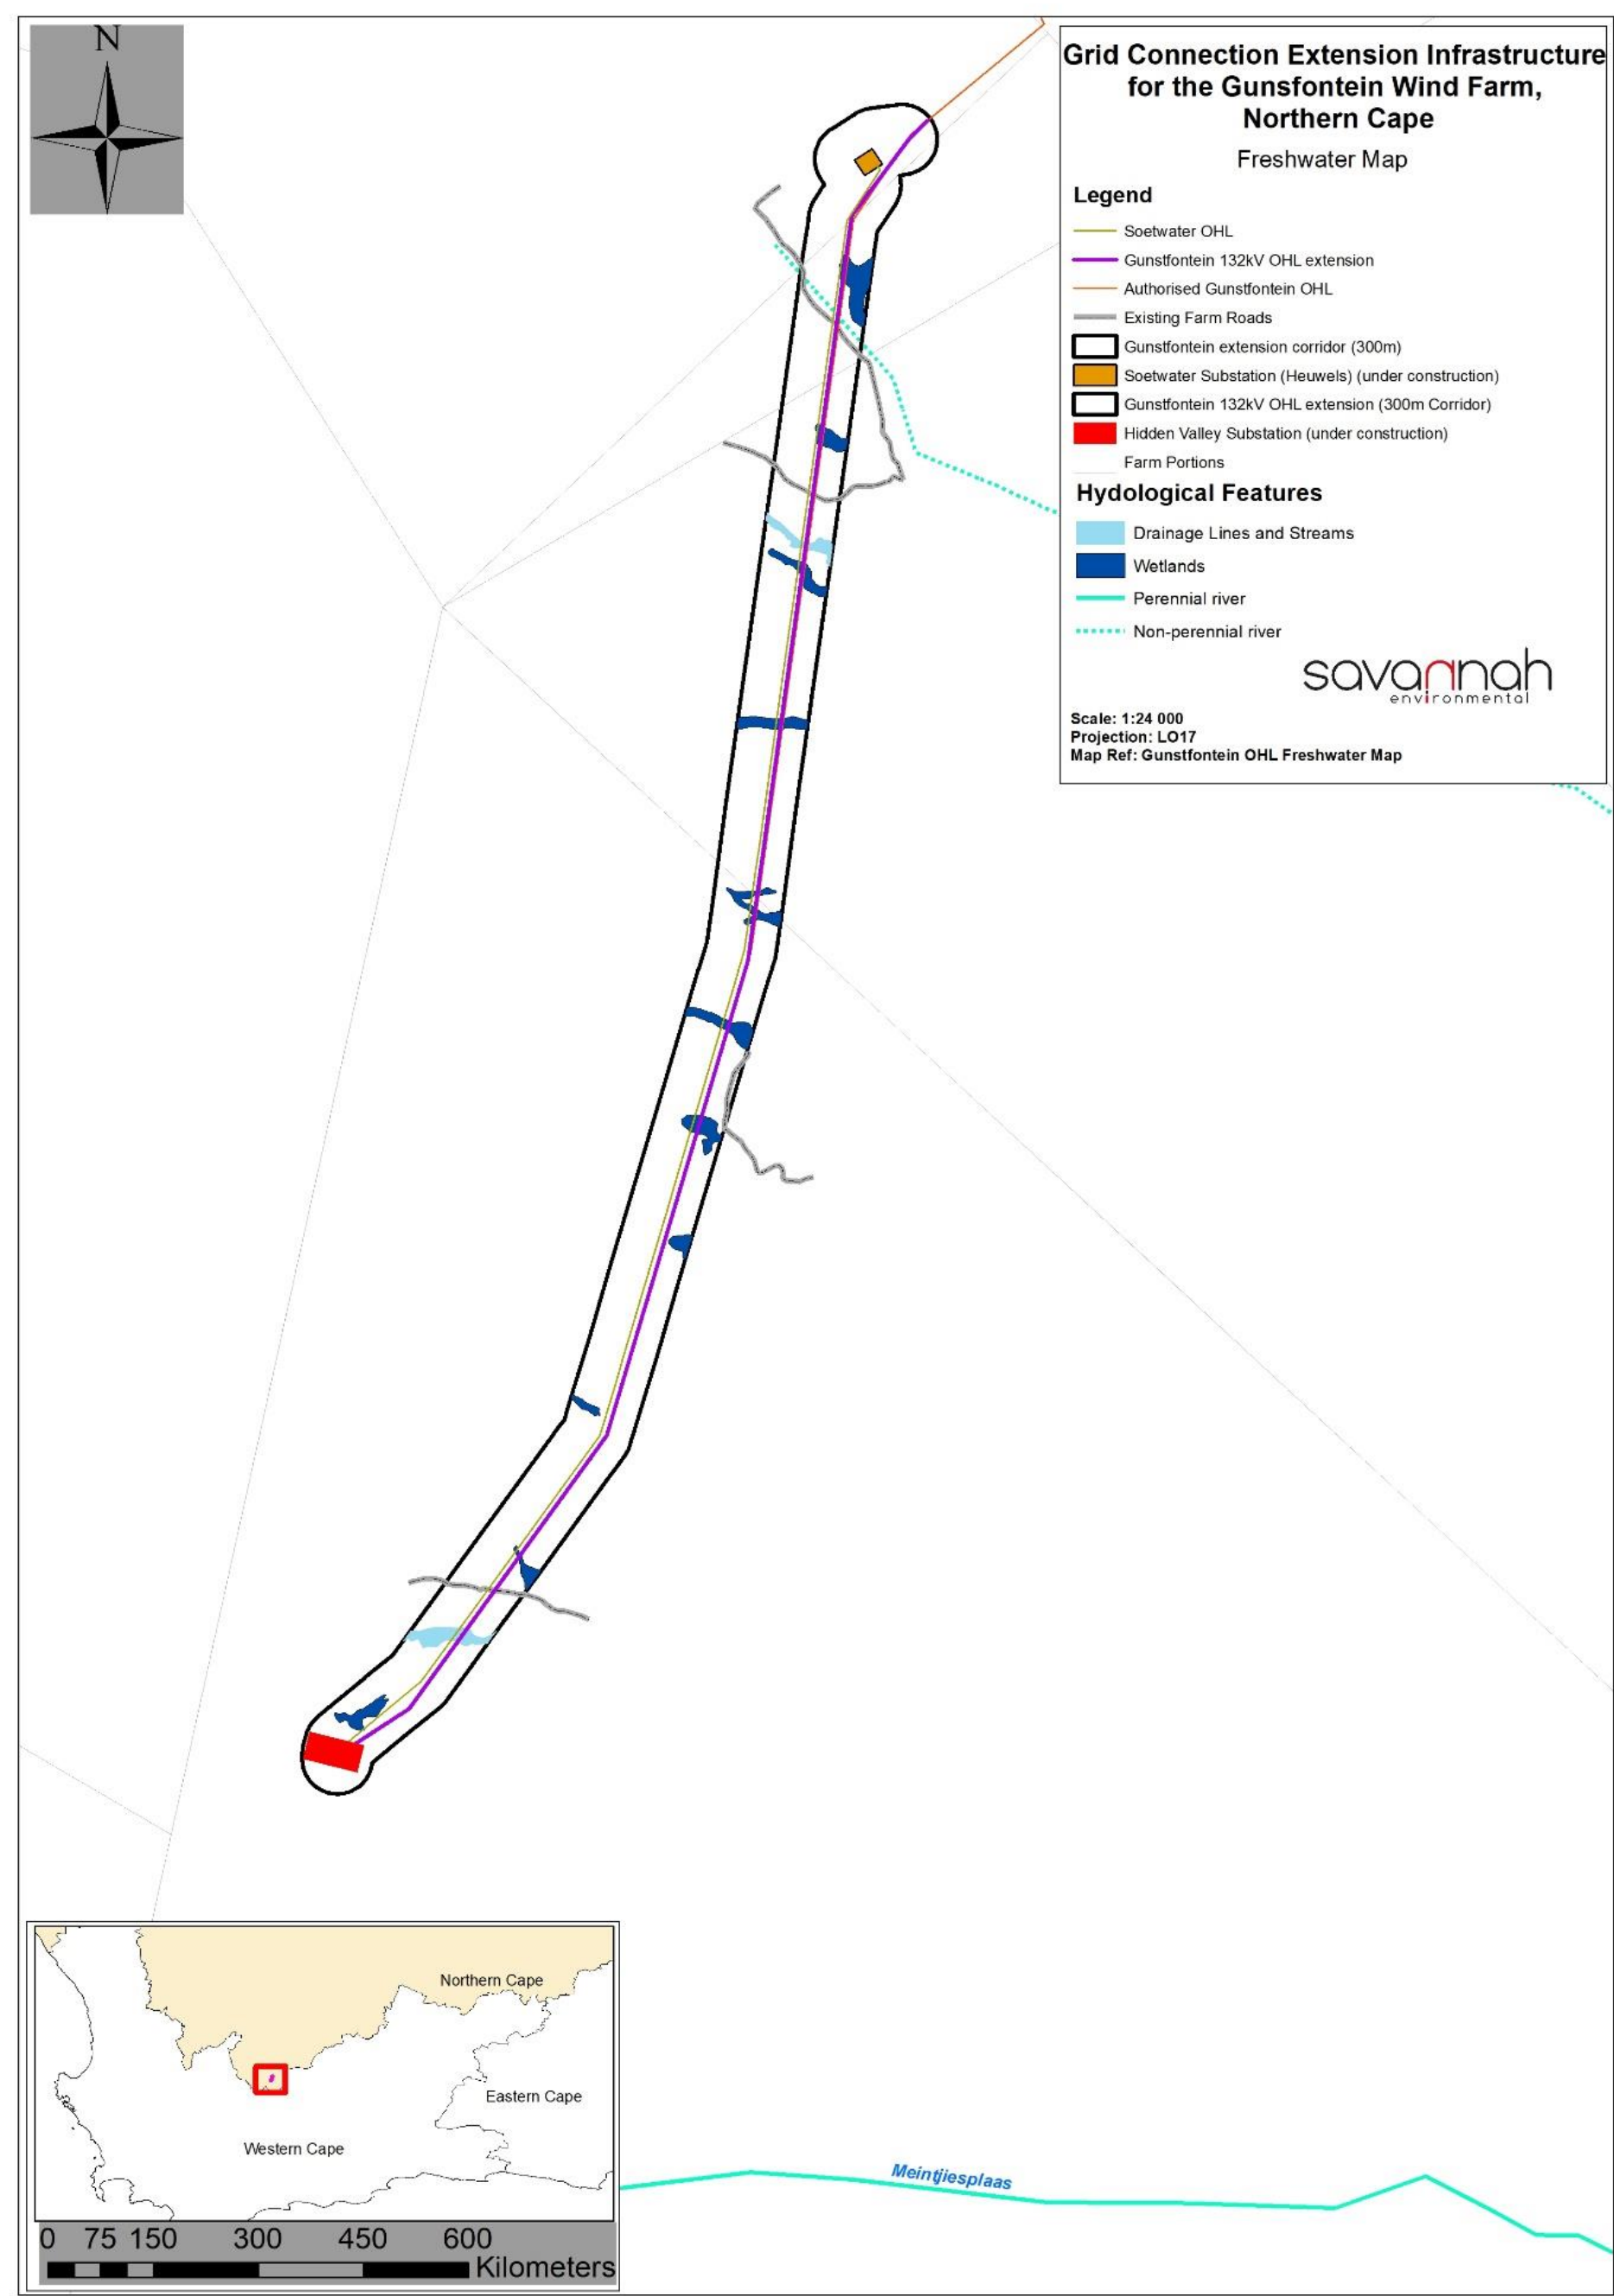 N
Grid Connection Extension Infrastructure
for the Gunsfontein Wind Farm,
Northern Cape
Freshwater Map
Legend
Soetwater OHL
Gunstfontein 132kV OHL extension
Authorised Gunstfontein OHL
Existing Farm Roads
Gunstfontein extension corridor (300m)
Soetwater Substation (Heuwels) (under construction)
Gunstfontein 132kV OHL extension (300m Corridor)
Hidden Valley Substation (under construction)
Farm Portions
Hydological Features
Drainage Lines and Streams
Wetlands
Perennial river
Non-perennial river
savannah
environmental
Scale: 1:24 000
Projection: LO17
Map Ref: Gunstfontein OHL Freshwater Map
Northern Cape
Eastern Cape
Western Cape
Meintjiesplaas
0 75 150 300 450 600
Kilometers